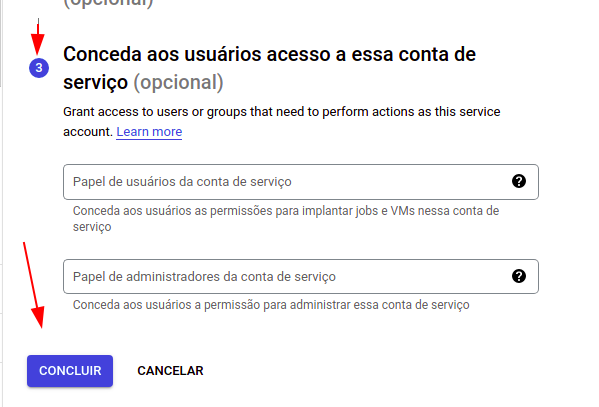 (opcional)
3
Conceda aos usuários acesso a essa conta de
serviço (opcional)
Grant access to users or groups that need to perform actions as this service
account. Learn more
Papel de usuários da conta de serviço
Conceda aos usuários as permissões para implantar jobs e VMs nessa conta de
serviço
Papel de administradores da conta de serviço
Conceda aos usuários a permissão para administrar essa conta de serviço
CONCLUIR CANCELAR